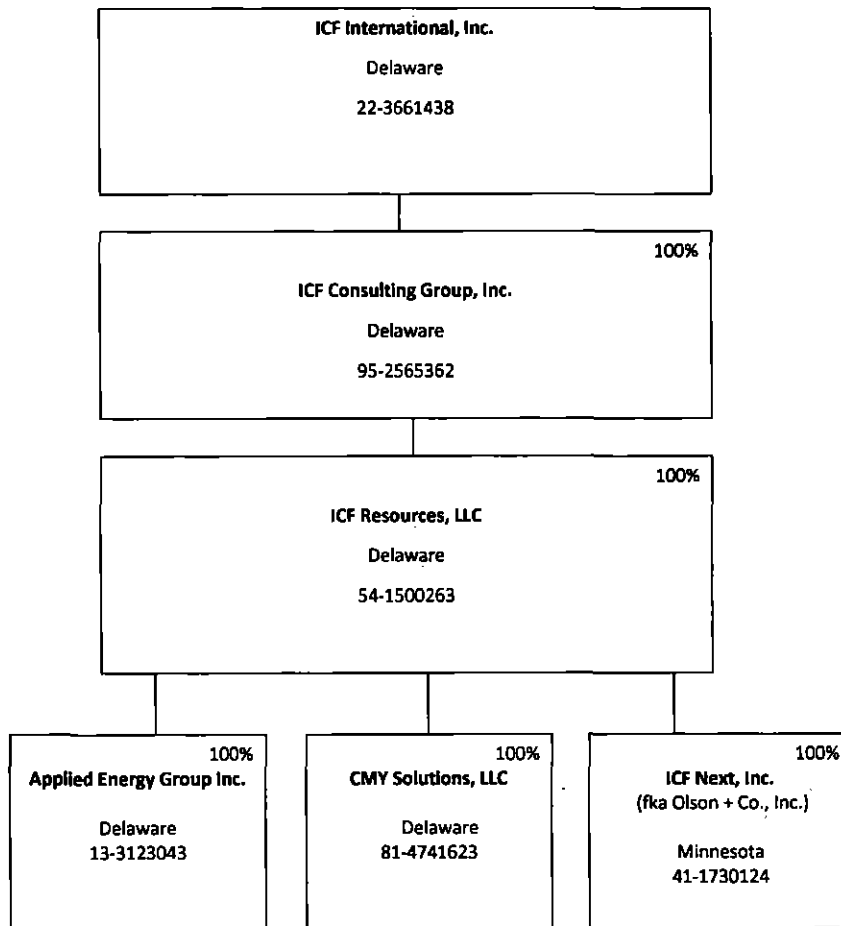 ICF International, Inc.
Delaware
22-3661438
100%
ICF Consulting Group, Inc.
Delaware
95-2565362
100%
ICF Resources, LLC
Delaware
54-1500263
100%
Applied Energy Group Inc.
Delaware
13-3123043
100%
CMY Solutions, LLC
Delaware
81-4741623
100%
ICF Next, Inc.
(fka Olson + Co., Inc.)
Minnesota
41-1730124